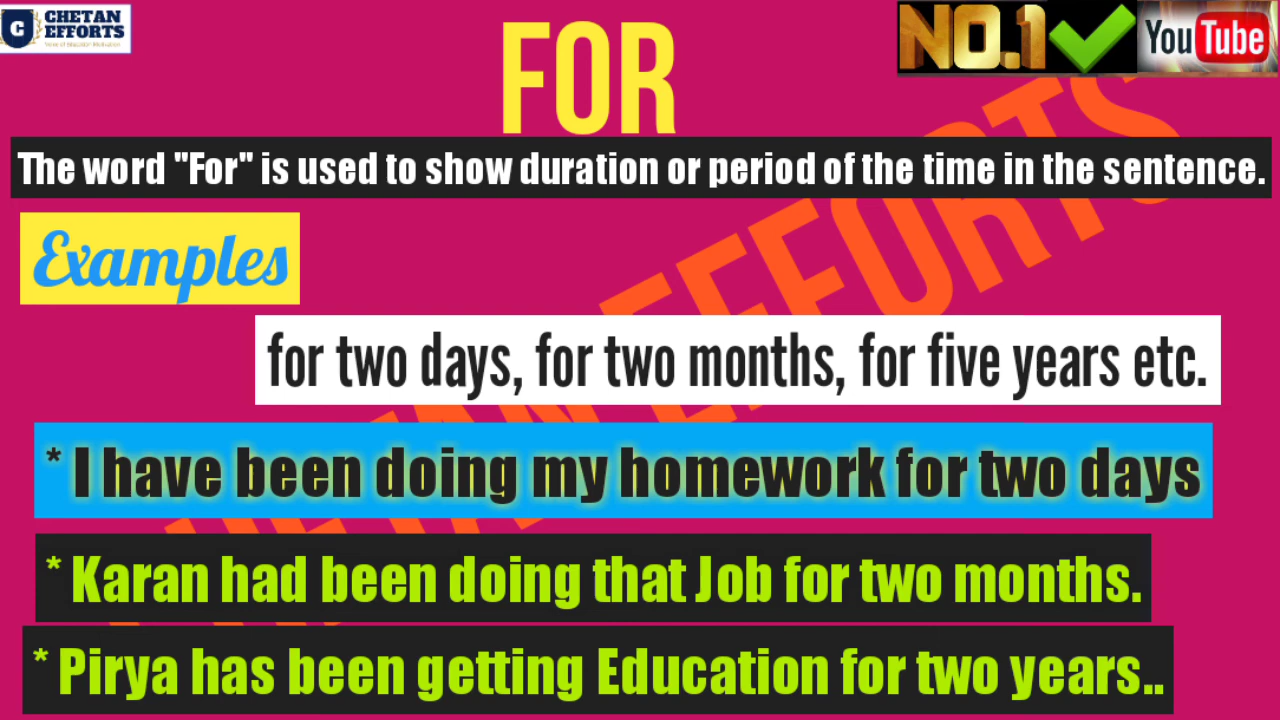 CHETAN
EFFORTS
NO.1
YouTube
FOR
The word "For" is used to show duration or period of the time in the sentence.
Examples
for two days, for two months, for five years etc.
* I have been doing my homework for two days
* Karan had been doing that Job for two months.
* Pirya has been getting Education for two years..
CHETAN EFFORTS